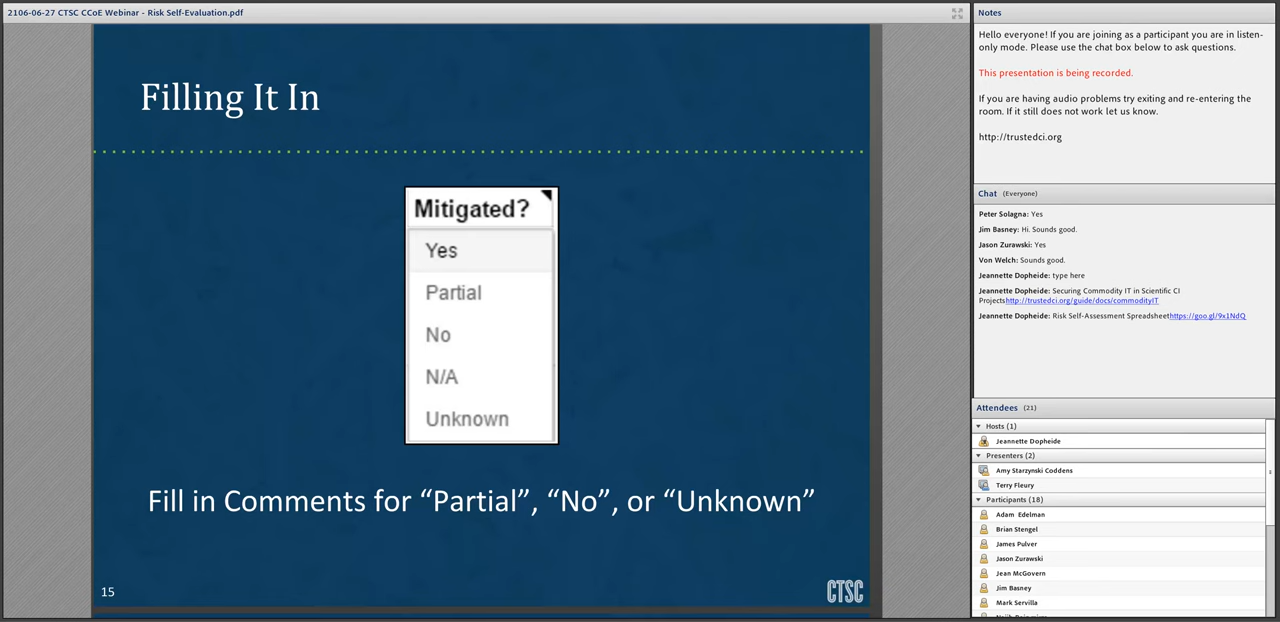 2106-06-27 CTSC CCoE Webinar - Risk Self-Evaluation.pdf
Filling It In
Mitigated?
Yes
Partial
No
N/A
Unknown
Fill in Comments for “Partial”, “No”, or “Unknown”
15
CTSC
Notes
Hello everyone! If you are joining as a participant you are in listen-
only mode. Please use the chat box below to ask questions.
This presentation is being recorded.
If you are having audio problems try exiting and re-entering the
room. If it still does not work let us know.
http://trustedci.org
Chat (Everyone)
Peter Solagna: Yes
Jim Basney: Hi. Sounds good.
Jason Zurawski: Yes
Von Welch: Sounds good.
Jeannette Dopheide: type here
Jeannette Dopheide: Securing Commodity IT in Scientific CI
Projectshttp://trustedci.org/guide/docs/commodityIT
Jeannette Dopheide: Risk Self-Assessment Spreadsheethttps://goo.gl/9x1NdQ
Attendees (21)
Hosts (1)
Jeannette Dopheide
Presenters (2)
Amy Starzynski Coddens
Terry Fleury
Participants (18)
Adam Edelman
Brian Stengel
James Pulver
Jason Zurawski
Jean McGovern
Jim Basney
Mark Servilla